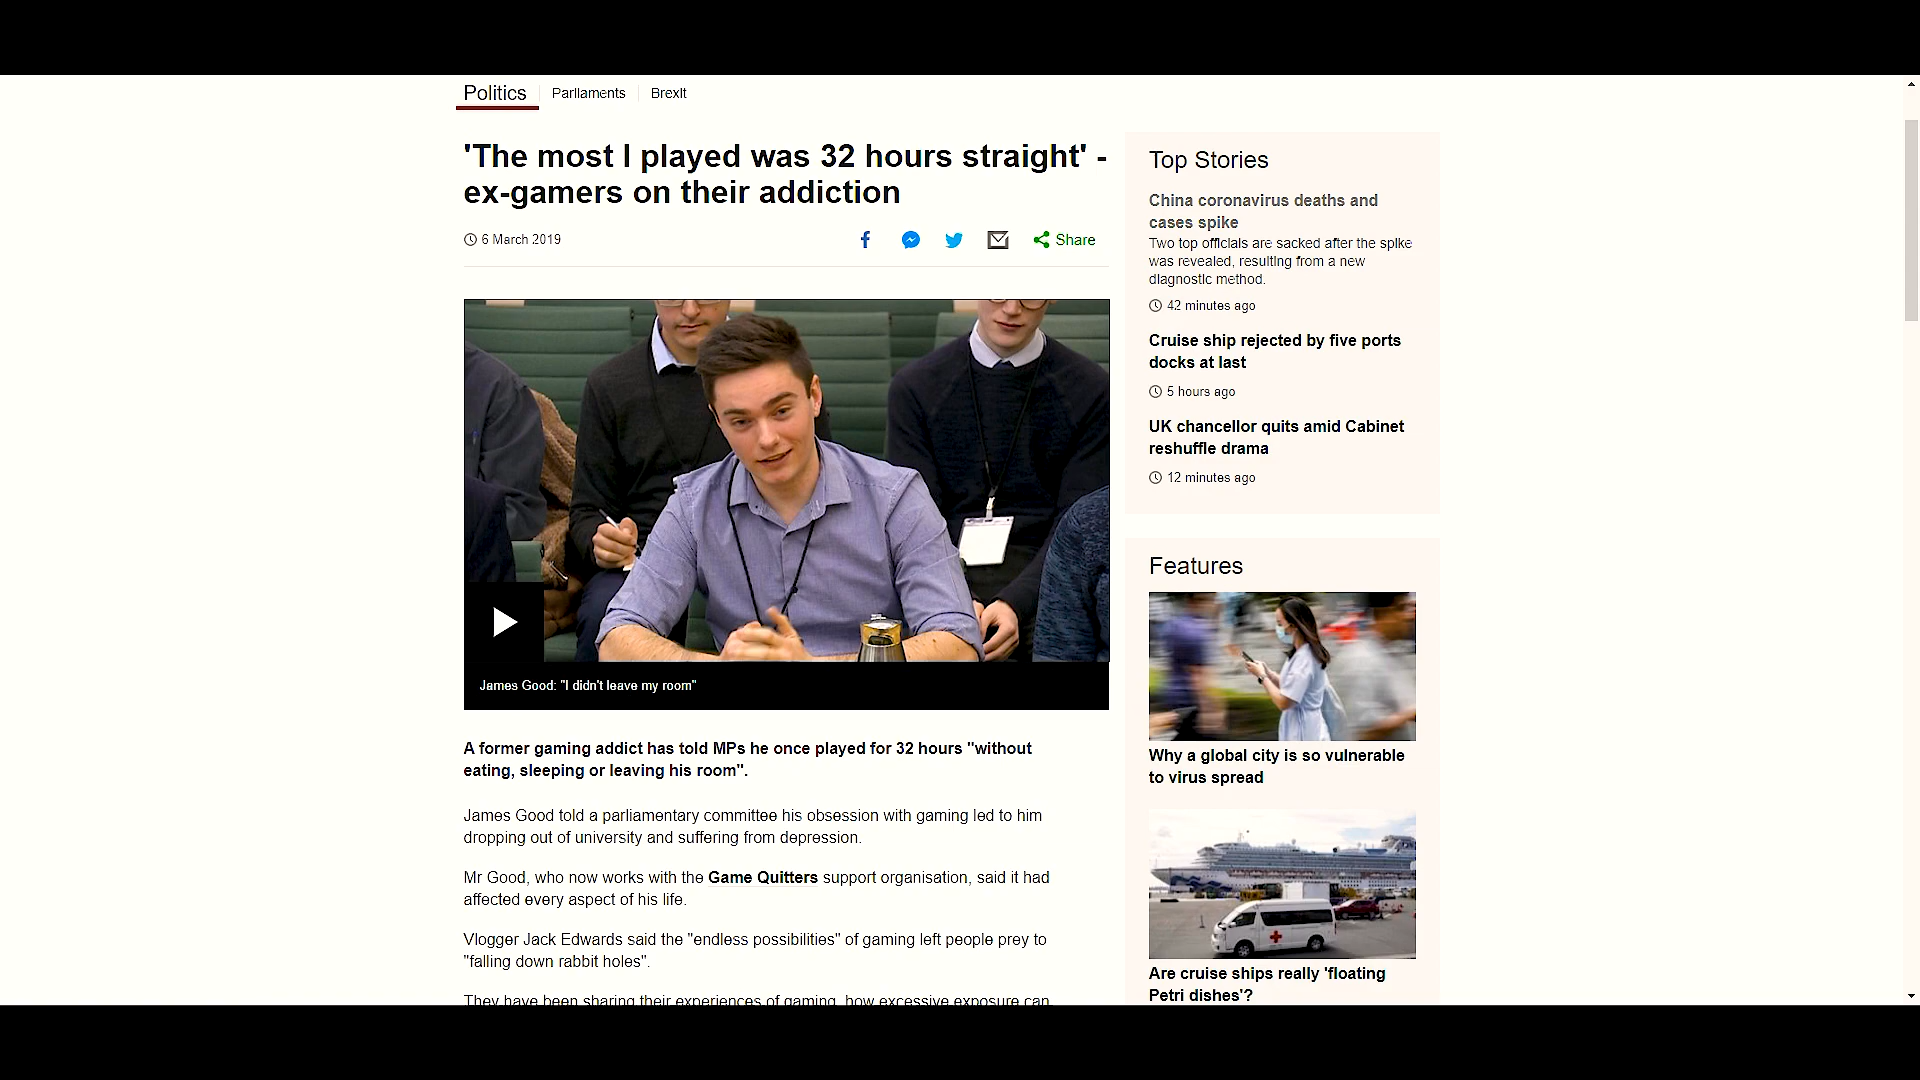 Politics
Parliaments
Brexit
'The most I played was 32 hours straight' -
ex-gamers on their addiction
6 March 2019
Share
James Good: "I didn't leave my room"
A former gaming addict has told MPs he once played for 32 hours "without
eating, sleeping or leaving his room".
James Good told a parliamentary committee his obsession with gaming led to him
dropping out of university and suffering from depression.
Mr Good, who now works with the Game Quitters support organisation, said it had
affected every aspect of his life.
Vlogger Jack Edwards said the "endless possibilities" of gaming left people prey to
"falling down rabbit holes".
They have been sharing their experiences of gaming, how excessive exposure can
Top Stories
China coronavirus deaths and
cases spike
Two top officials are sacked after the spike
was revealed, resulting from a new
diagnostic method.
42 minutes ago
Cruise ship rejected by five ports
docks at last
5 hours ago
UK chancellor quits amid Cabinet
reshuffle drama
12 minutes ago
Features
Why a global city is so vulnerable
to virus spread
Are cruise ships really 'floating
Petri dishes'?